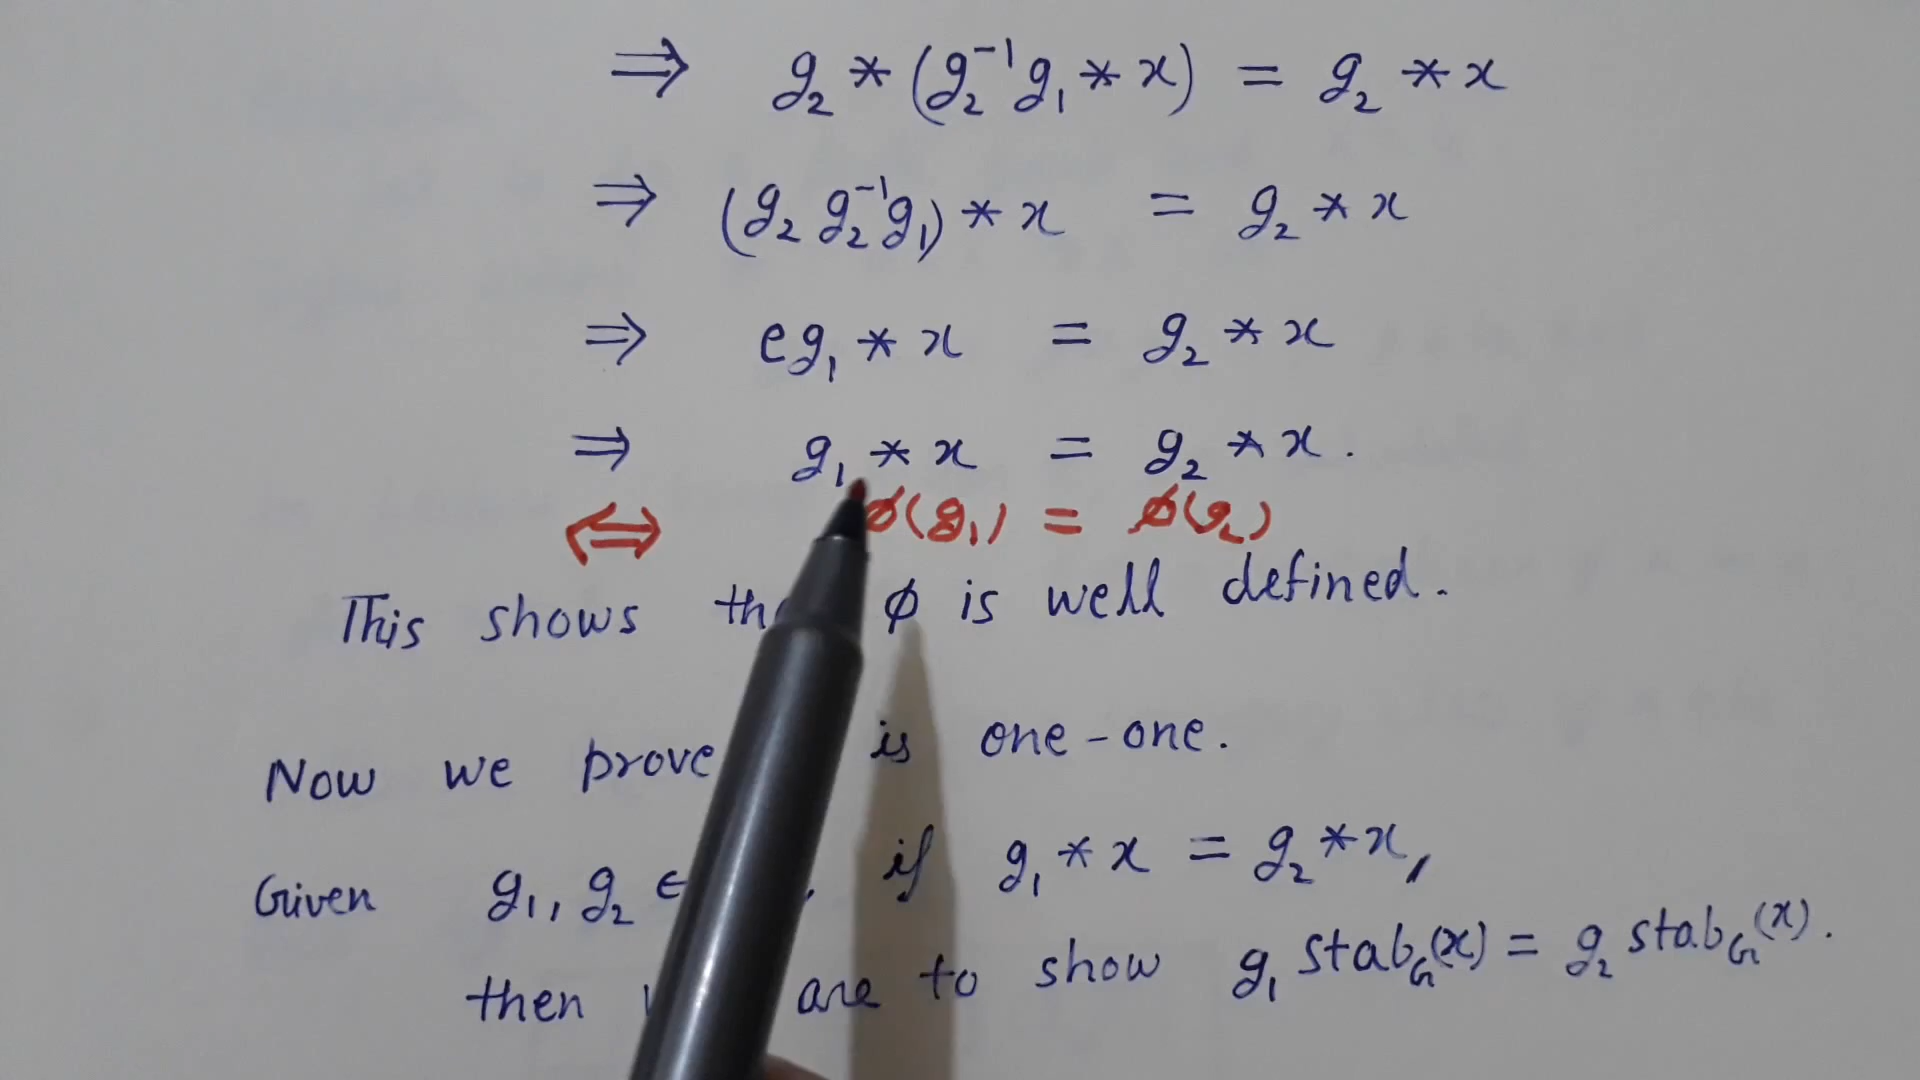 ⇒ g₂ * (g₂⁻¹g₁ * x) = g₂ * x
⇒ (g₂ g₂⁻¹g₁) * x = g₂ * x
⇒ eg₁ * x = g₂ * x
⇒ g₁ * x = g₂ * x.
⇔ ϕ(g₁) = ϕ(g₂)
This shows ϕ is well defined.
Now we prove is one-one.
Given g₁, g₂ ∈ , if g₁ * x = g₂ * x,
then are to show g₁ stab_G(x) = g₂ stab_G(x).